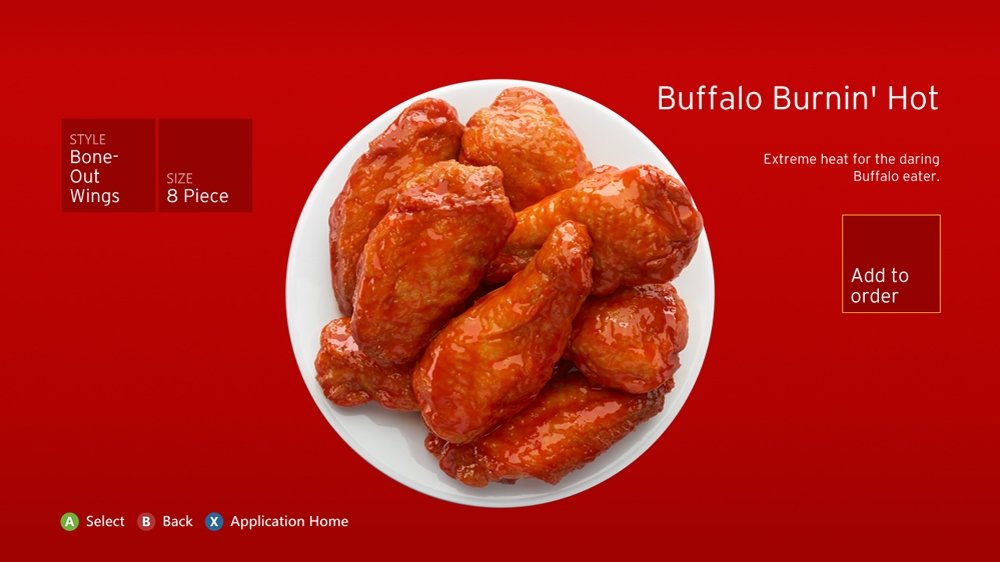 Buffalo Burnin' Hot
Extreme heat for the daring
Buffalo eater.
STYLE
Bone-
Out
Wings
SIZE
8 Piece
Add to
order
A Select B Back X Application Home